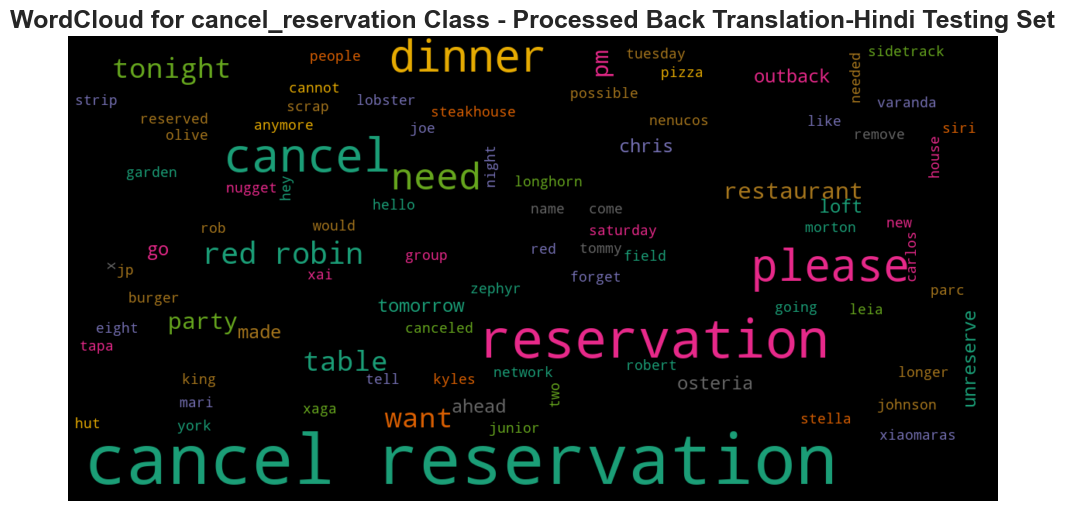 WordCloud for cancel_reservation Class - Processed Back Translation-Hindi Testing Set
people
dinner
pm
tuesday
sidetrack
tonight
pizza
outback
needed
cannot
strip
scrap
lobster
possible
varanda
steakhouse
reserved
anymore
joe
nenucos
like
siri
olive
remove
cancel
chris
house
garden
need
night
longhorn
nugget
hey
restaurant
hello
name
come
loft
rob
would
saturday
morton
new
go
red robin
group
red
tommy
field
please
carlos
x
jp
xai
forget
burger
zephyr
parc
tomorrow
going
leia
eight
party
made
canceled
reservation
unreserve
tapa
table
network
robert
king
tell
kyles
osteria
longer
mari
xaga
two
ahead
johnson
hut
york
want
junior
stella
xiaomaras
cancel reservation